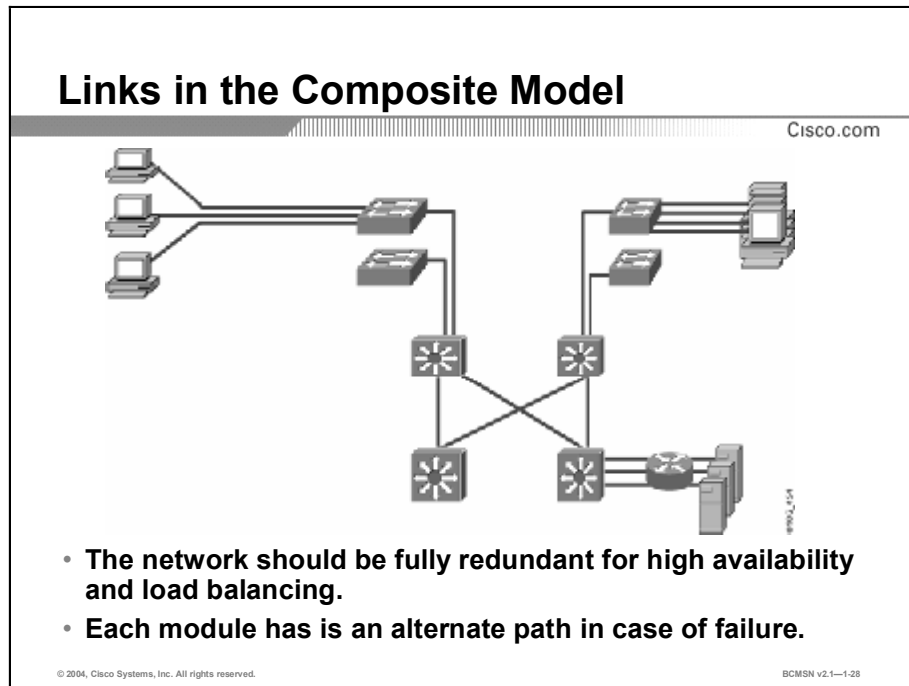 Links in the Composite Model
Cisco.com
• The network should be fully redundant for high availability
and load balancing.
• Each module has is an alternate path in case of failure.
© 2004, Cisco Systems, Inc. All rights reserved.
BCMSN v2.1—1-28